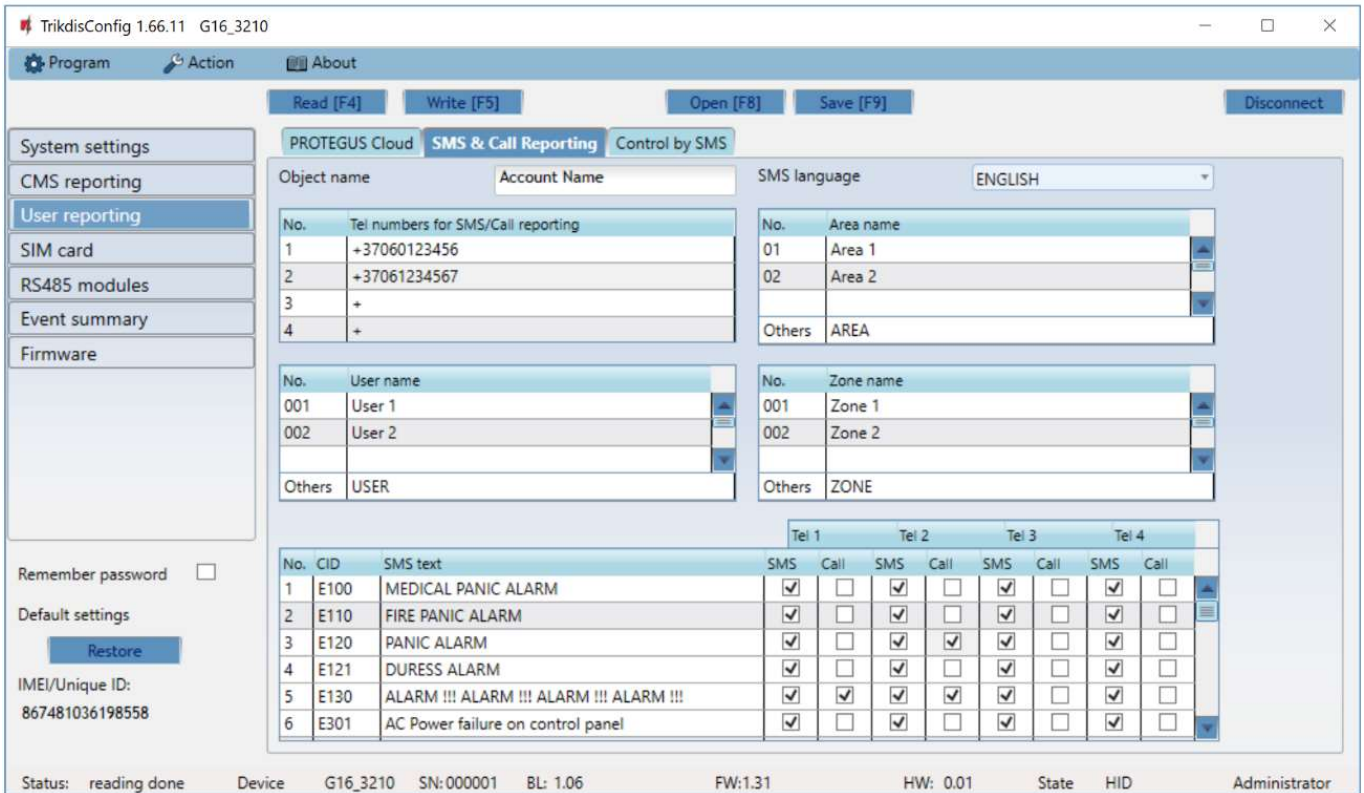 TrikdisConfig 1.66.11 G16_3210
Program Action About
Read [F4] Write [F5] Open [F8] Save [F9] Disconnect
System settings
CMS reporting
User reporting
SIM card
RS485 modules
Event summary
Firmware
Remember password
Default settings
Restore
IMEI/Unique ID:
867481036198558
PROTEGUS Cloud SMS & Call Reporting Control by SMS
Object name Account Name SMS language ENGLISH
No. Tel numbers for SMS/Call reporting
1 +37060123456
2 +37061234567
3 +
4 +
No. Area name
01 Area 1
02 Area 2
Others AREA
No. User name
001 User 1
002 User 2
Others USER
No. Zone name
001 Zone 1
002 Zone 2
Others ZONE
Tel 1 Tel 2 Tel 3 Tel 4
No. CID SMS text SMS Call SMS Call SMS Call SMS Call
1 E100 MEDICAL PANIC ALARM
2 E110 FIRE PANIC ALARM
3 E120 PANIC ALARM
4 E121 DURESS ALARM
5 E130 ALARM !!! ALARM !!! ALARM !!! ALARM !!!
6 E301 AC Power failure on control panel
Status: reading done Device G16_3210 SN:000001 BL: 1.06 FW:1.31 HW: 0.01 State HID Administrator